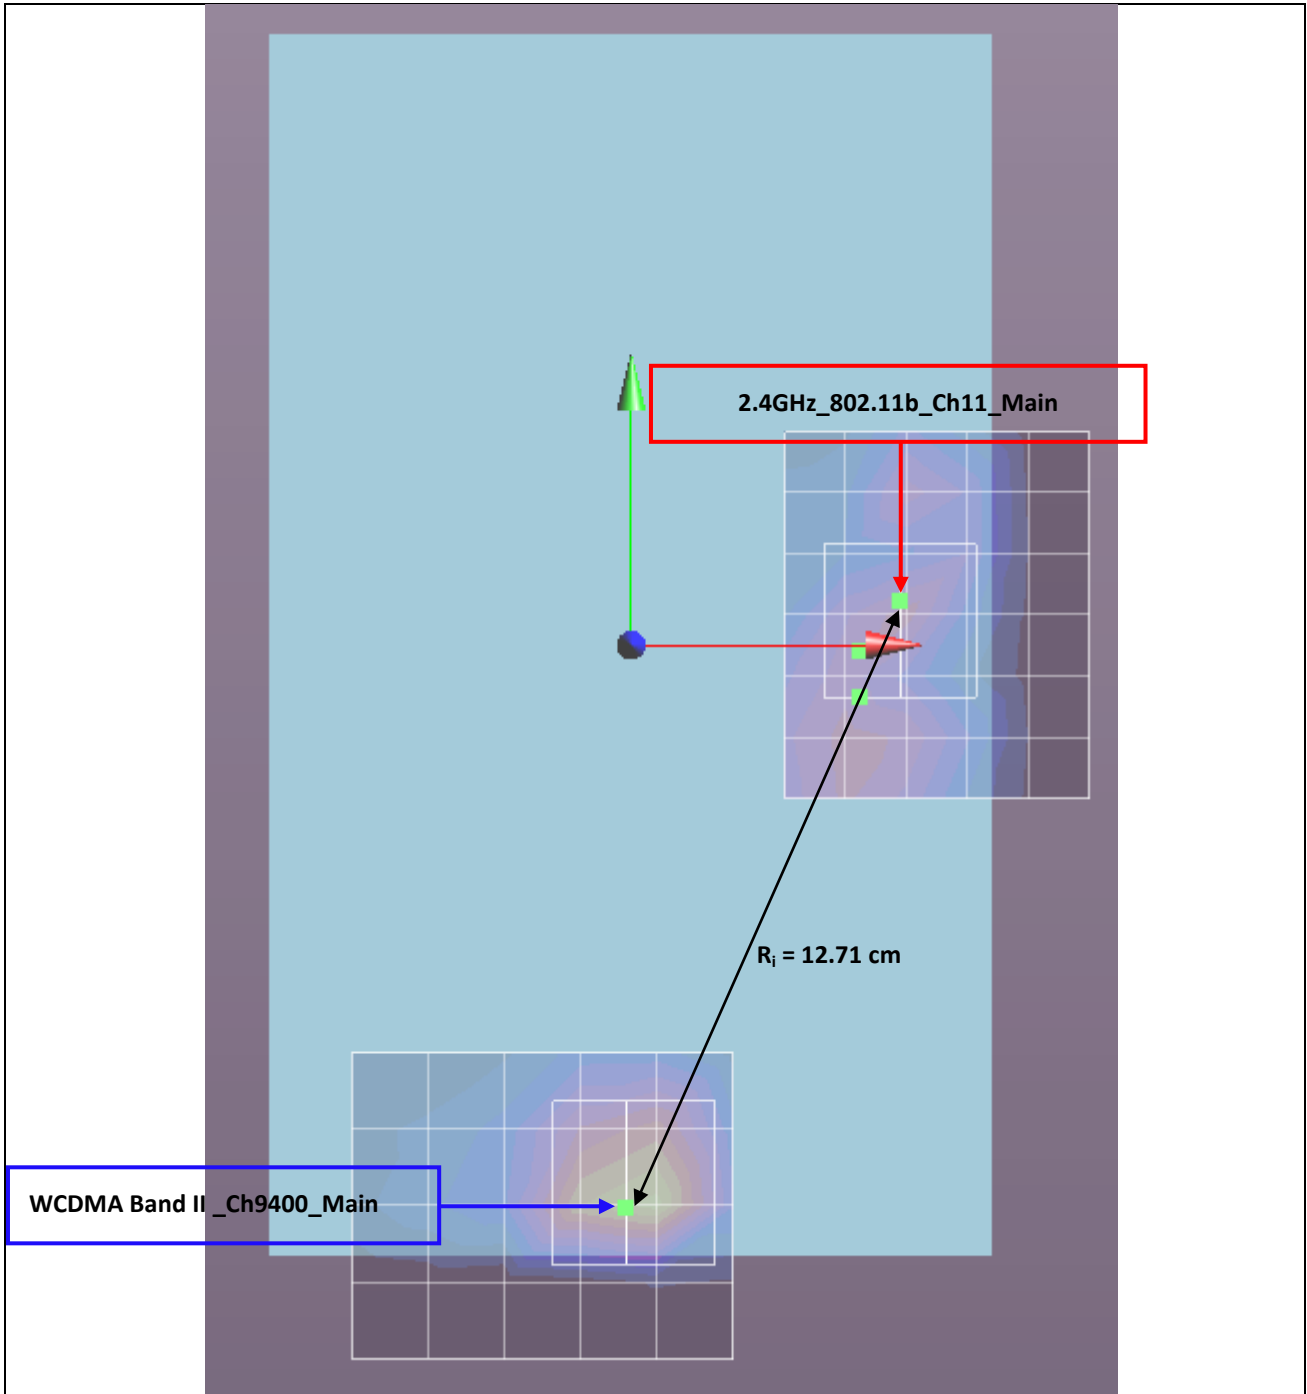 2.4GHz_802.11b_Ch11_Main
Rᵢ = 12.71 cm
WCDMA Band II _Ch9400_Main